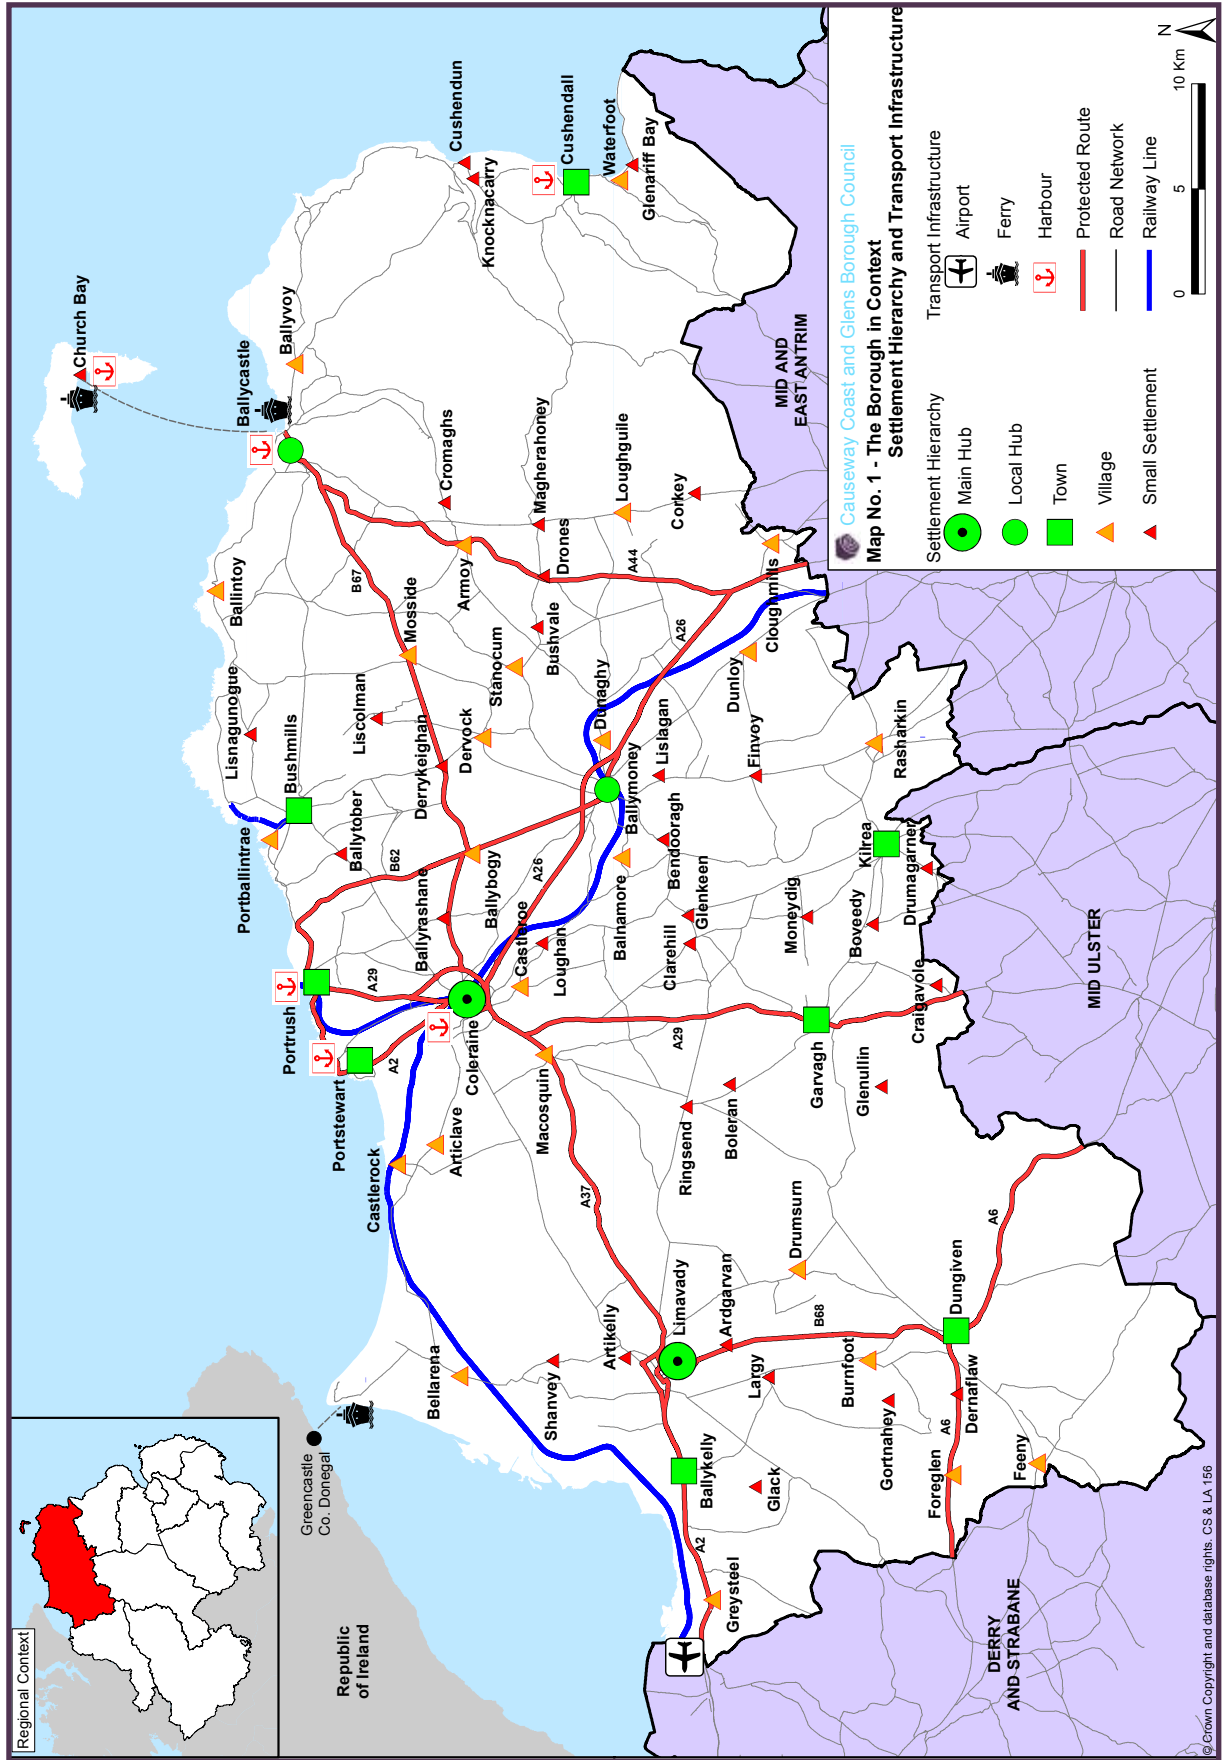 Regional Context
Republic
of Ireland
Greencastle
Co. Donegal
Church Bay
Ballycastle
Ballyvoy
Cushendun
Knocknacarry
Cushendall
Waterfoot
Glenariff Bay
Ballintoy
Lisnagunogue
Bushmills
Portballintrae
Ballytober
Liscolman
Derrykeighan
Mosside
Dervock
Armoy
Stanocum
Cromaghs
Magherahoney
Drones
Bushvale
Loughguile
Corkey
Cloughmills
Dunloy
Dunaghy
Ballymoney
Lislagan
Finvoy
Rasharkin
Bendooragh
Balnamore
Glenkeen
Clarehill
Moneydig
Boveedy
Kilrea
Drumagarner
Craigavole
Portrush
Portstewart
Ballyrashane
Ballybogy
Castleroe
Loughan
Coleraine
Castlerock
Articlave
Macosquin
Ringsend
Boleran
Garvagh
Glenullin
Bellarena
Shanvey
Artikelly
Limavady
Ardgarvan
Drumsurn
Largy
Burnfoot
Gortnahey
Dungiven
Dernaflaw
Foreglen
Feeny
Ballykelly
Glack
Greysteel
B67
A44
A26
B62
A26
A29
A2
A29
A37
B68
A6
A6
A2
MID AND
EAST ANTRIM
MID ULSTER
DERRY
AND STRABANE
Causeway Coast and Glens Borough Council
Map No. 1 - The Borough in Context
Settlement Hierarchy and Transport Infrastructure
Settlement Hierarchy
Main Hub
Local Hub
Town
Village
Small Settlement
Transport Infrastructure
Airport
Ferry
Harbour
Protected Route
Road Network
Railway Line
0 5 10 Km
N
© Crown Copyright and database rights. CS & LA 156